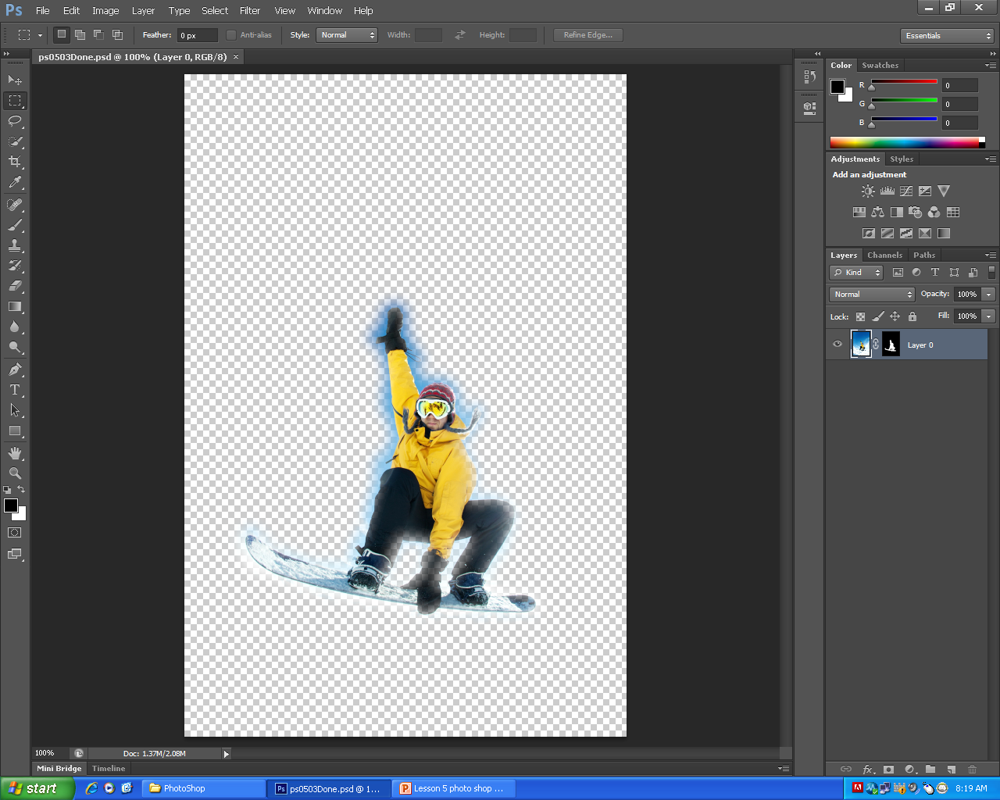 Ps File Edit Image Layer Type Select Filter View Window Help
Feather: 0 px Anti-alias Style: Normal Width: Height: Refine Edge... Essentials
ps0503Done.psd @ 100% (Layer 0, RGB/8) ×
Color Swatches
R 0
G 0
B 0
Adjustments Styles
Add an adjustment
Layers Channels Paths
Kind T
Normal Opacity: 100%
Lock: Fill: 100%
Layer 0
T
fx
100% Doc: 1.37M/2.08M
Mini Bridge Timeline
start PhotoShop Ps ps0503Done.psd @ 1... Lesson 5 photo shop ... 8:19 AM